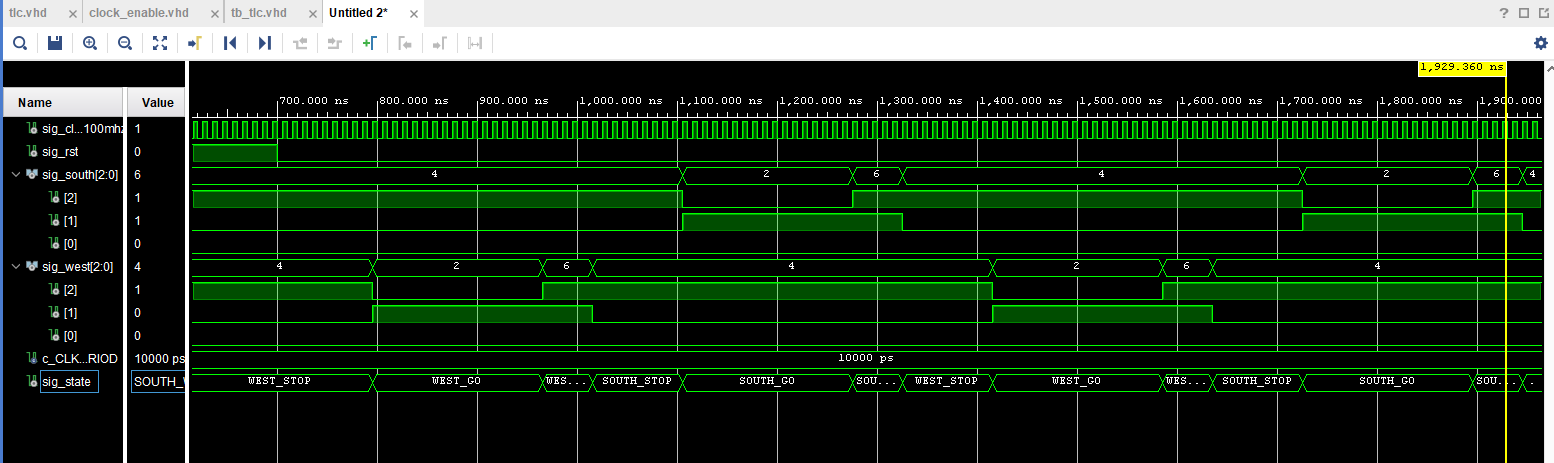 tlc.vhd × clock_enable.vhd × tb_tlc.vhd × Untitled 2* ×
?
1,929.360 ns
Name Value
700.000 ns 800.000 ns 900.000 ns 1,000.000 ns 1,100.000 ns 1,200.000 ns 1,300.000 ns 1,400.000 ns 1,500.000 ns 1,600.000 ns 1,700.000 ns 1,800.000 ns 1,900.000
sig_cl...100mhz 1
sig_rst 0
sig_south[2:0] 6 4 2 6 4 2 6 4
[2] 1
[1] 1
[0] 0
sig_west[2:0] 4 4 2 6 4 2 6 4
[2] 1
[1] 0
[0] 0
c_CLK...RIOD 10000 ps 10000 ps
sig_state SOUTH_W WEST_STOP WEST_GO WES... SOUTH_STOP SOUTH_GO SOU... WEST_STOP WEST_GO WES... SOUTH_STOP SOUTH_GO SOU... .